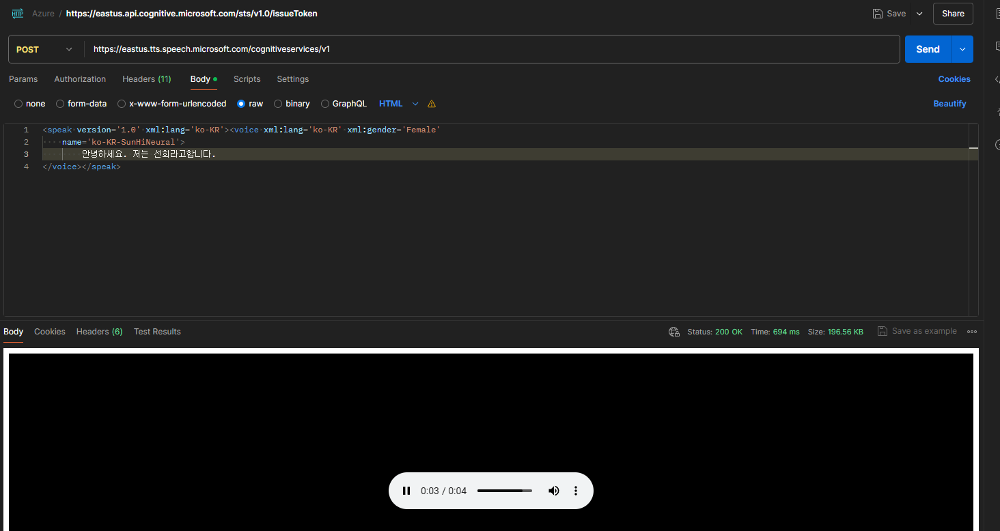 HTTP Azure / https://eastus.api.cognitive.microsoft.com/sts/v1.0/issueToken Save Share
POST https://eastus.tts.speech.microsoft.com/cognitiveservices/v1 Send
Params Authorization Headers (11) Body Scripts Settings Cookies
none form-data x-www-form-urlencoded raw binary GraphQL HTML Beautify
1 <speak version='1.0' xml:lang='ko-KR'><voice xml:lang='ko-KR' xml:gender='Female'
2 name='ko-KR-SunHiNeural'>
3 안녕하세요. 저는 선희라고합니다.
4 </voice></speak>
Body Cookies Headers (6) Test Results Status: 200 OK Time: 694 ms Size: 196.56 KB Save as example
0:03 / 0:04